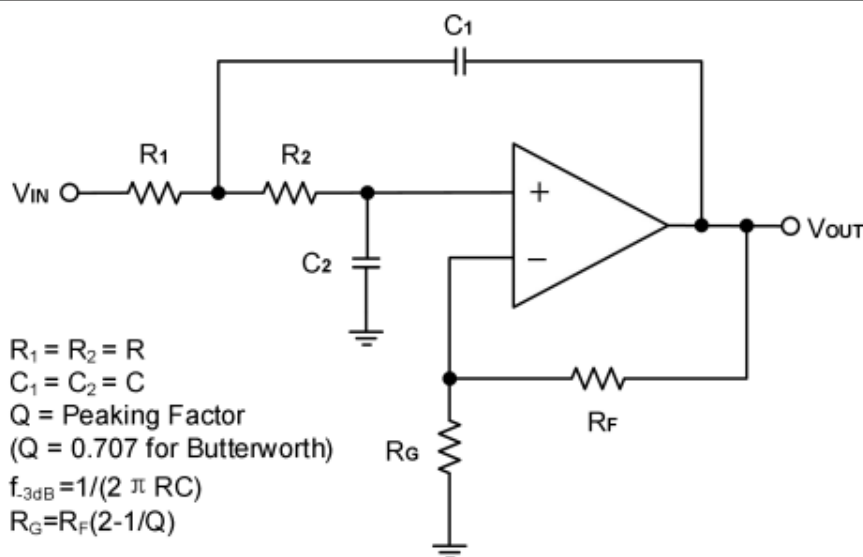 C1
R1
R2
VIN
+
VOUT
C2
−
R1 = R2 = R
C1 = C2 = C
Q = Peaking Factor
RF
(Q = 0.707 for Butterworth)
RG
f-3dB =1/(2 π RC)
RG=RF(2-1/Q)